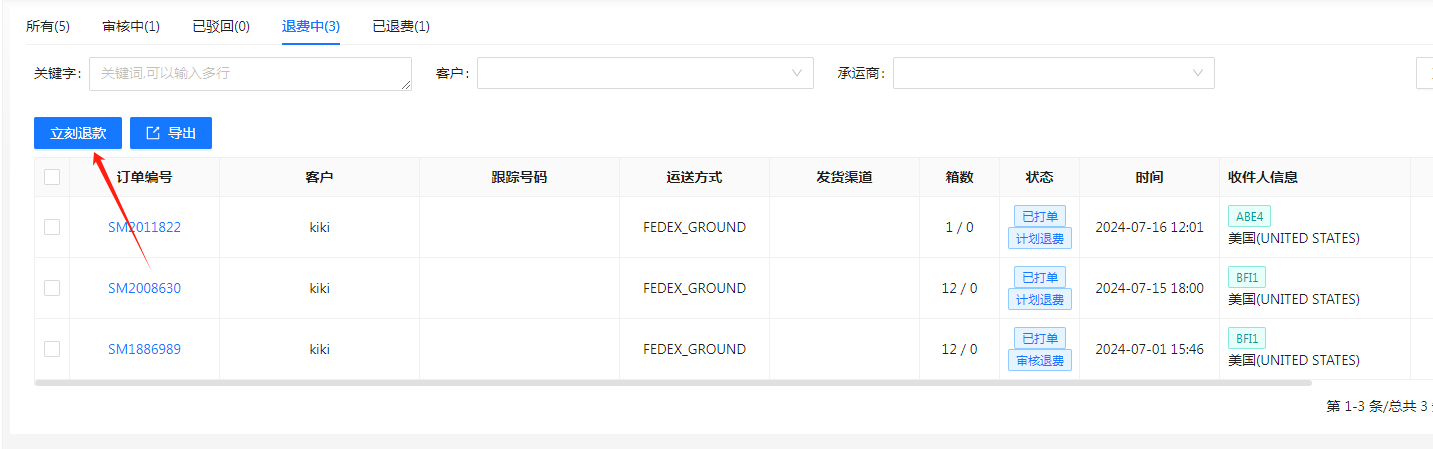 所有(5) 审核中(1) 已驳回(0) 退费中(3) 已退费(1)
关键字: 关键词,可以输入多行 客户: 承运商:
立刻退款 导出
订单编号 客户 跟踪号码 运送方式 发货渠道 箱数 状态 时间 收件人信息
SM2011822 kiki FEDEX_GROUND 1 / 0 已打单 计划退费 2024-07-16 12:01 ABE4 美国(UNITED STATES)
SM2008630 kiki FEDEX_GROUND 12 / 0 已打单 计划退费 2024-07-15 18:00 BFI1 美国(UNITED STATES)
SM1886989 kiki FEDEX_GROUND 12 / 0 已打单 审核退费 2024-07-01 15:46 BFI1 美国(UNITED STATES)
第 1-3 条/总共 3